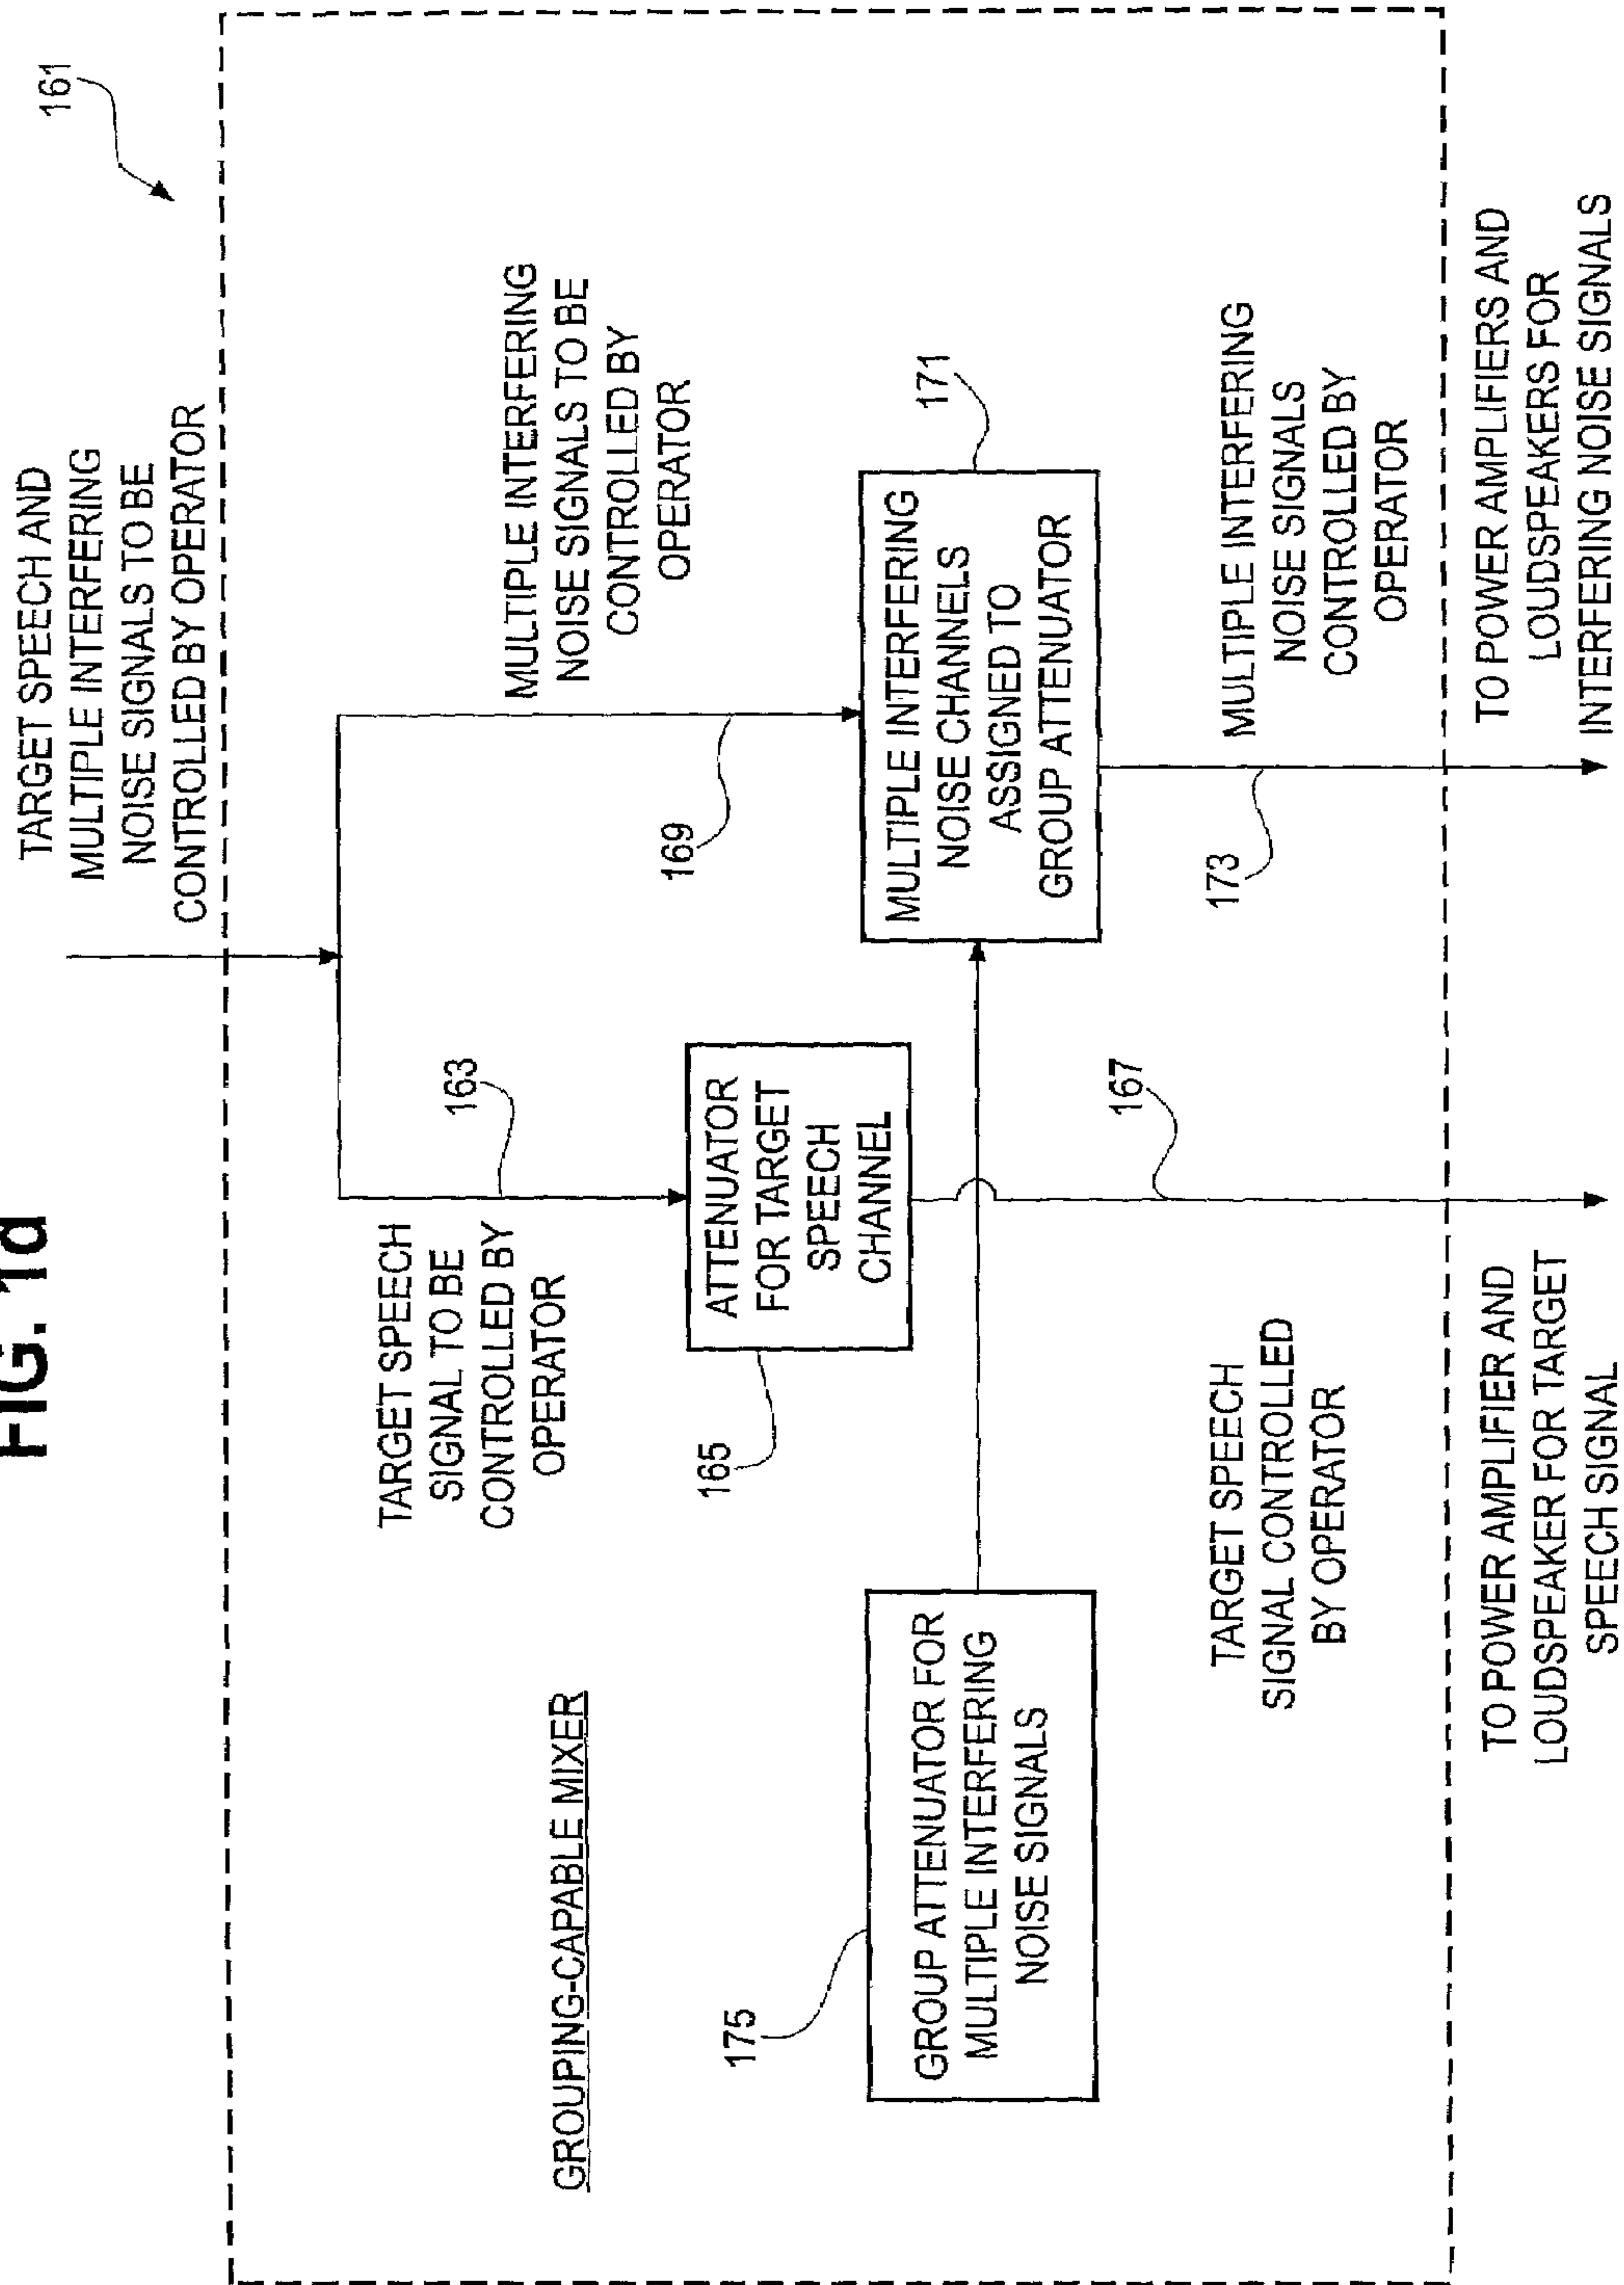 FIG. 1d
TARGET SPEECH AND
MULTIPLE INTERFERING
NOISE SIGNALS TO BE
CONTROLLED BY OPERATOR
161
TARGET SPEECH
SIGNAL TO BE
CONTROLLED BY
OPERATOR
163
MULTIPLE INTERFERING
NOISE SIGNALS TO BE
CONTROLLED BY
OPERATOR
169
GROUPING-CAPABLE MIXER
165
ATTENUATOR
FOR TARGET
SPEECH
CHANNEL
175
GROUP ATTENUATOR FOR
MULTIPLE INTERFERING
NOISE SIGNALS
MULTIPLE INTERFERING
NOISE CHANNELS
ASSIGNED TO
GROUP ATTENUATOR
171
TARGET SPEECH
SIGNAL CONTROLLED
BY OPERATOR
167
173
MULTIPLE INTERFERING
NOISE SIGNALS
CONTROLLED BY
OPERATOR
TO POWER AMPLIFIER AND
LOUDSPEAKER FOR TARGET
SPEECH SIGNAL
TO POWER AMPLIFIERS AND
LOUDSPEAKERS FOR
INTERFERING NOISE SIGNALS